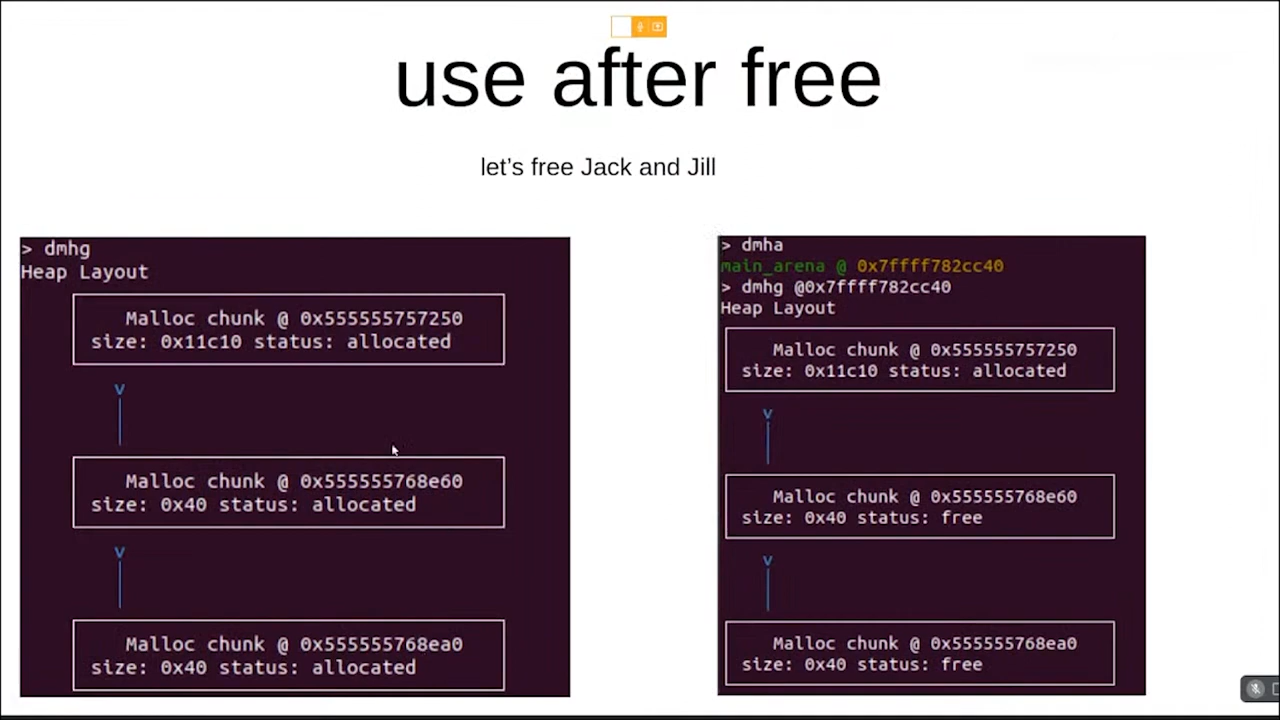 use after free
let's free Jack and Jill
> dmhg
Heap Layout
Malloc chunk @ 0x555555757250
size: 0x11c10 status: allocated
v
Malloc chunk @ 0x555555768e60
size: 0x40 status: allocated
v
Malloc chunk @ 0x555555768ea0
size: 0x40 status: allocated
> dmha
main_arena @ 0x7ffff782cc40
> dmhg @0x7ffff782cc40
Heap Layout
Malloc chunk @ 0x555555757250
size: 0x11c10 status: allocated
v
Malloc chunk @ 0x555555768e60
size: 0x40 status: free
v
Malloc chunk @ 0x555555768ea0
size: 0x40 status: free